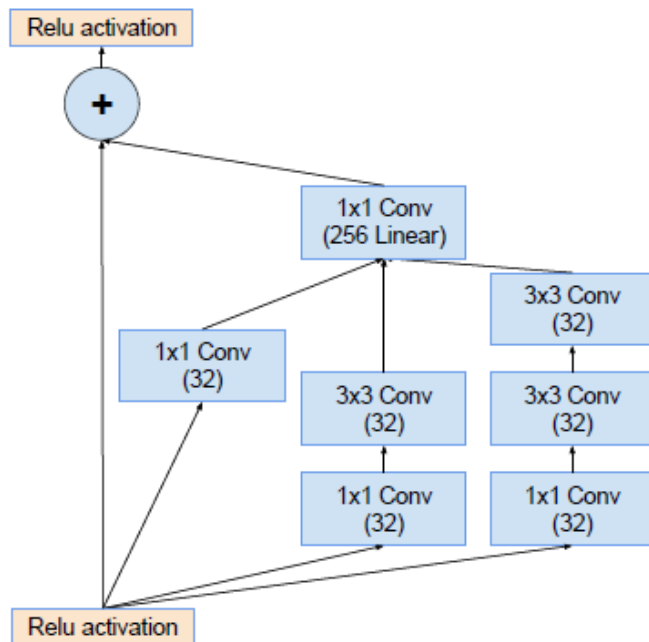 Relu activation
+
1x1 Conv
(256 Linear)
3x3 Conv
(32)
1x1 Conv
(32)
3x3 Conv
(32)
3x3 Conv
(32)
1x1 Conv
(32)
1x1 Conv
(32)
Relu activation